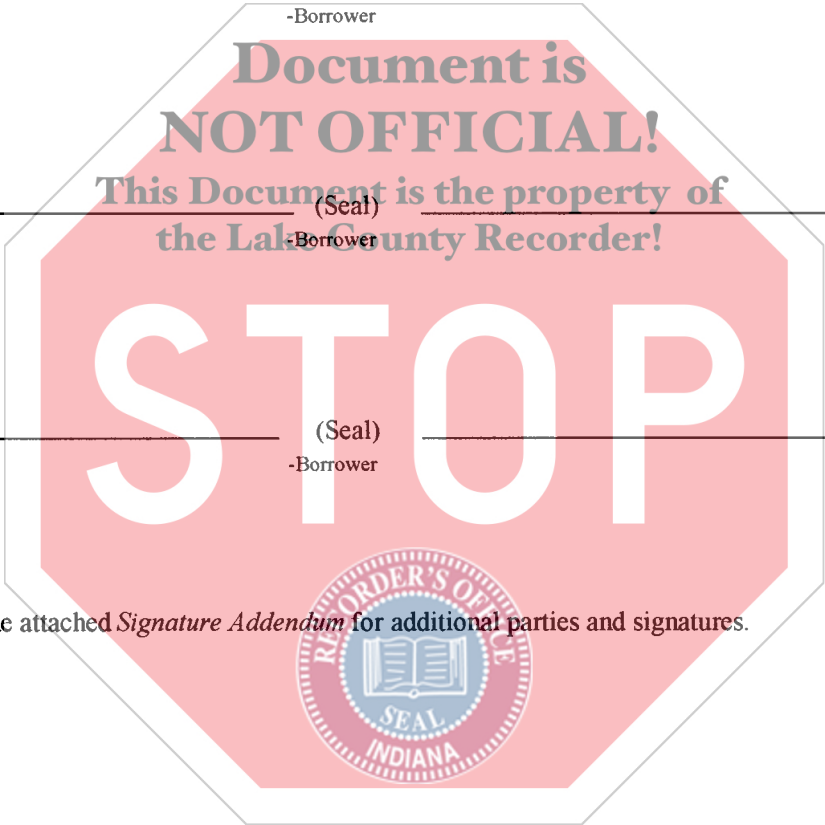 -Borrower
Document is
NOT OFFICIAL!
This Document is the property of
(Seal)
the Lake County Recorder!
-Borrower
STOP
(Seal)
-Borrower
attached Signature Addendum for additional parties and signatures.
RECORDER'S OFFICE
SEAL
INDIANA